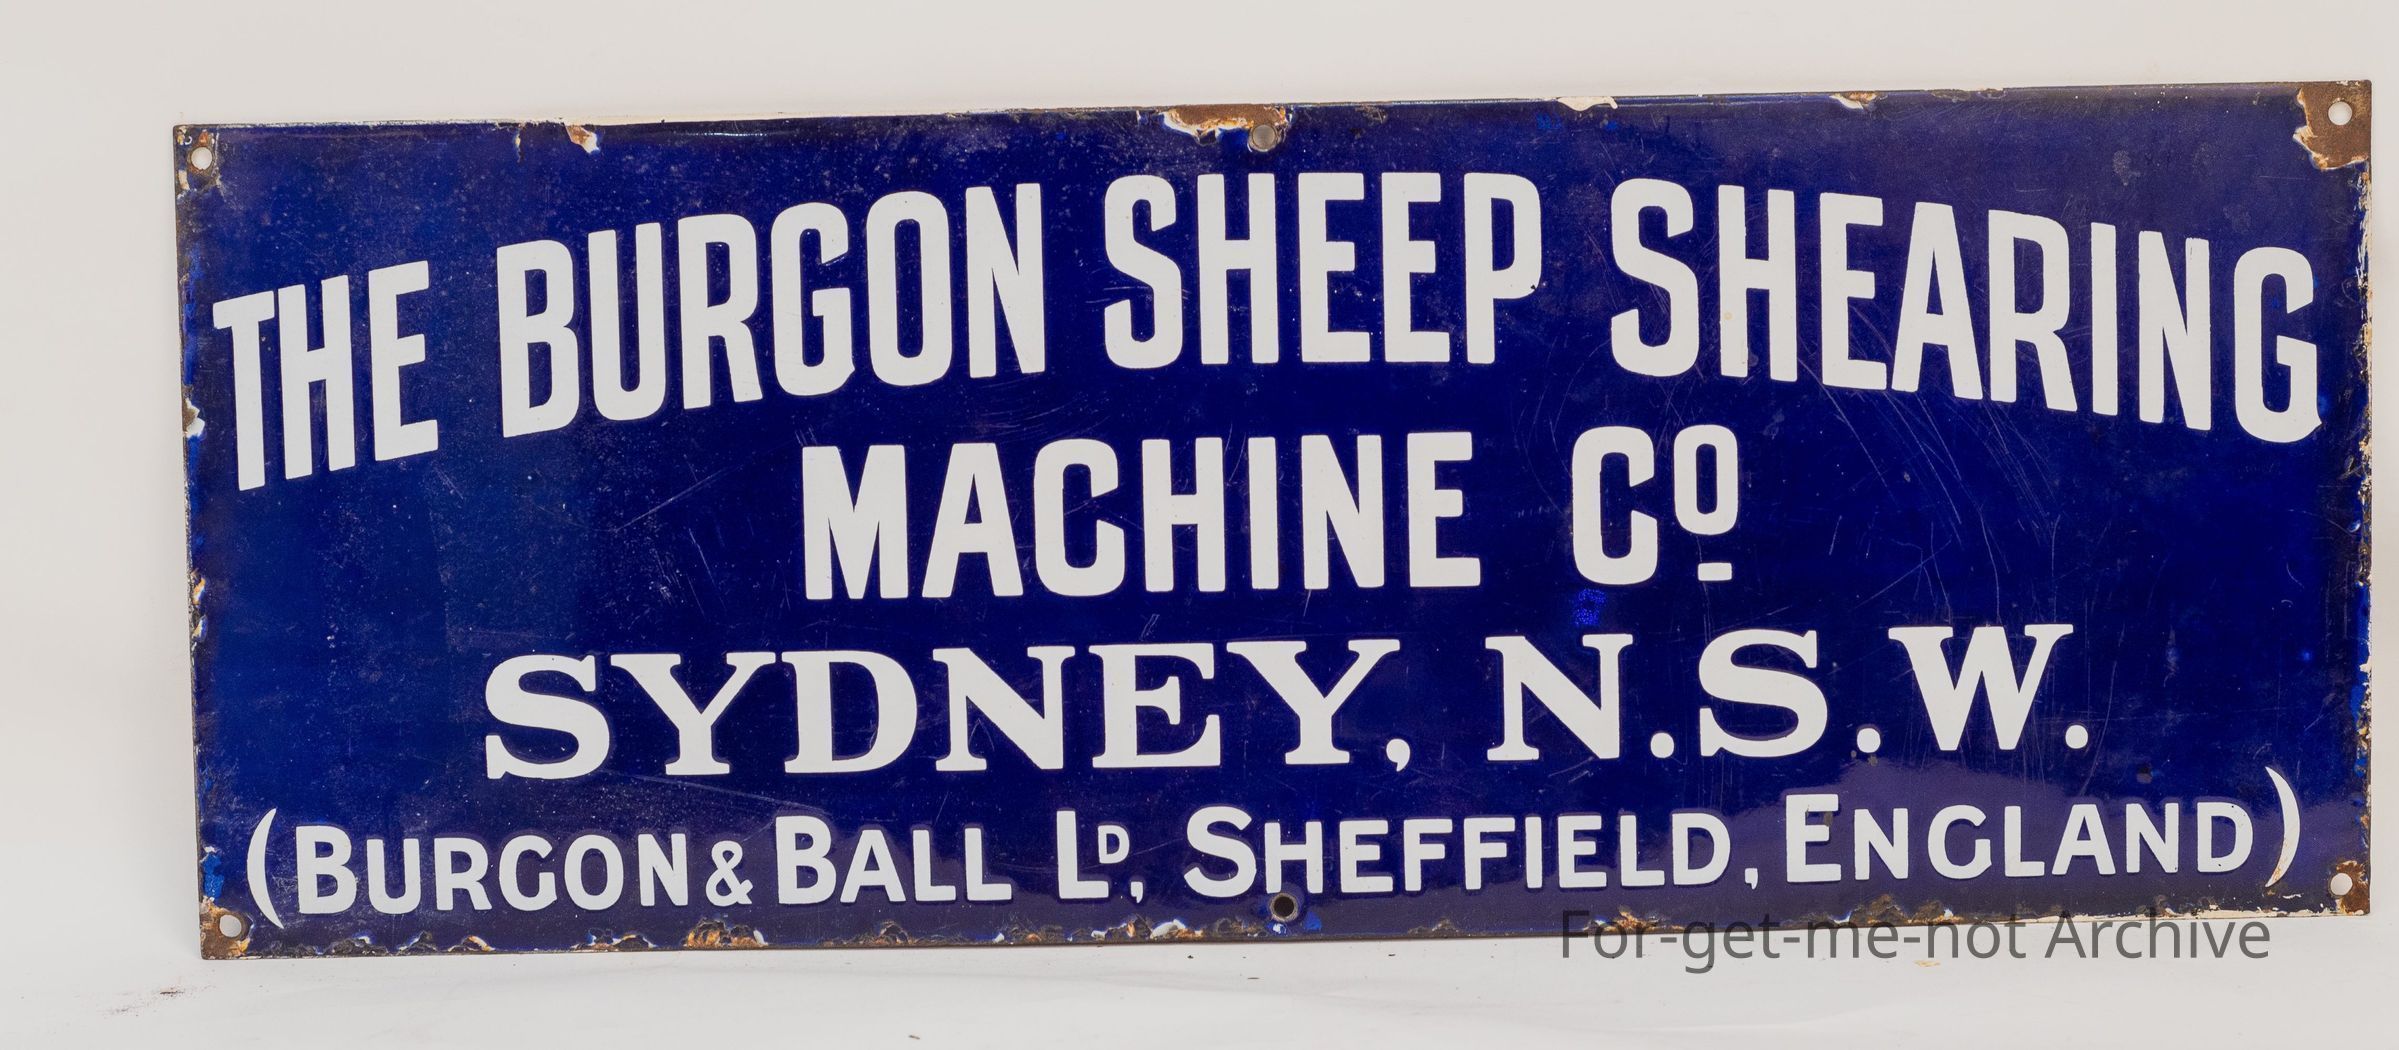 THE BURGON SHEEP SHEARING
MACHINE Cº
SYDNEY, N.S.W.
(BURGON & BALL Lᴰ, SHEFFIELD, ENGLAND)
For-get-me-not Archive